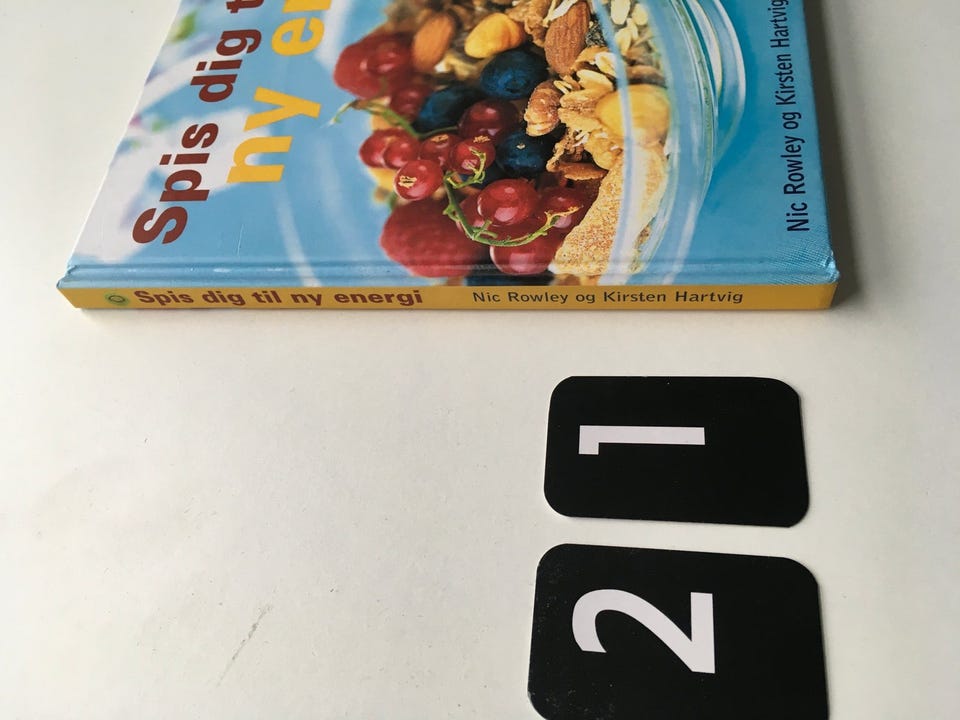 Spis dig t
ny er
Nic Rowley og Kirsten Hartvig
Spis dig til ny energi Nic Rowley og Kirsten Hartvig
1
2